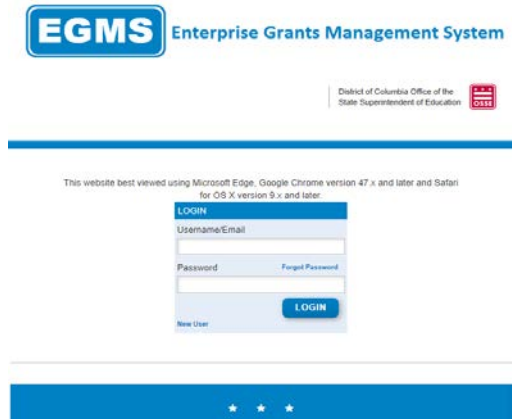 EGMS Enterprise Grants Management System
District of Columbia Office of the
State Superintendent of Education
OSSE
This website best viewed using Microsoft Edge, Google Chrome version 47.x and later and Safari
for OS X version 9.x and later.
LOGIN
Username/Email
Password Forgot Password
LOGIN
New User